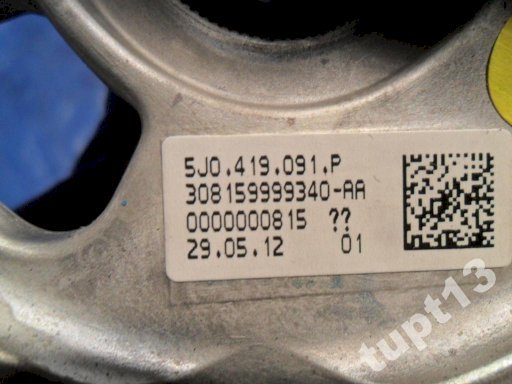 5J0.419.091.P
308159999340-AA
0000000815 ??
29.05.12 01
tupt13